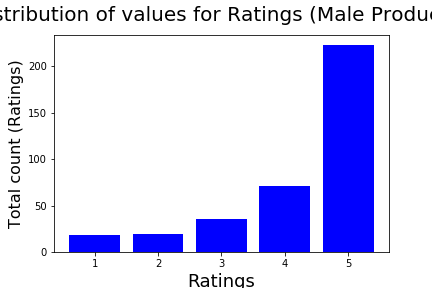 stribution of values for Ratings (Male Produc
Total count (Ratings)
200
150
100
50
0
1 2 3 4 5
Ratings